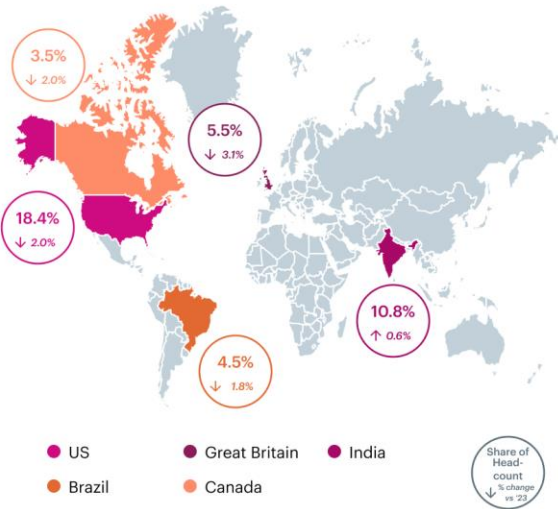 3.5%
↓ 2.0%
5.5%
↓ 3.1%
18.4%
↓ 2.0%
10.8%
↑ 0.6%
4.5%
↓ 1.8%
US
Great Britain
India
Brazil
Canada
Share of
Head-
count
↓ % change
vs '23